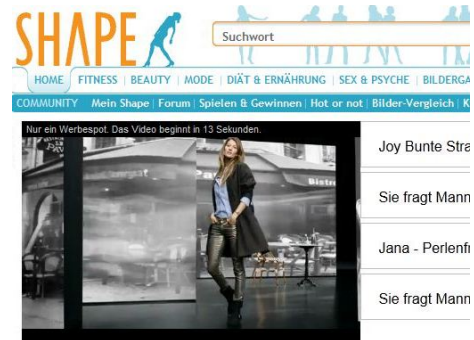 SHAPE
Suchwort
HOME FITNESS BEAUTY MODE DIÄT & ERNÄHRUNG SEX & PSYCHE BILDERGA
COMMUNITY Mein Shape Forum Spielen & Gewinnen Hot or not Bilder-Vergleich K
Nur ein Werbespot. Das Video beginnt in 13 Sekunden.
Joy Bunte Stra
Sie fragt Mann
Jana - Perlenfr
Sie fragt Mann